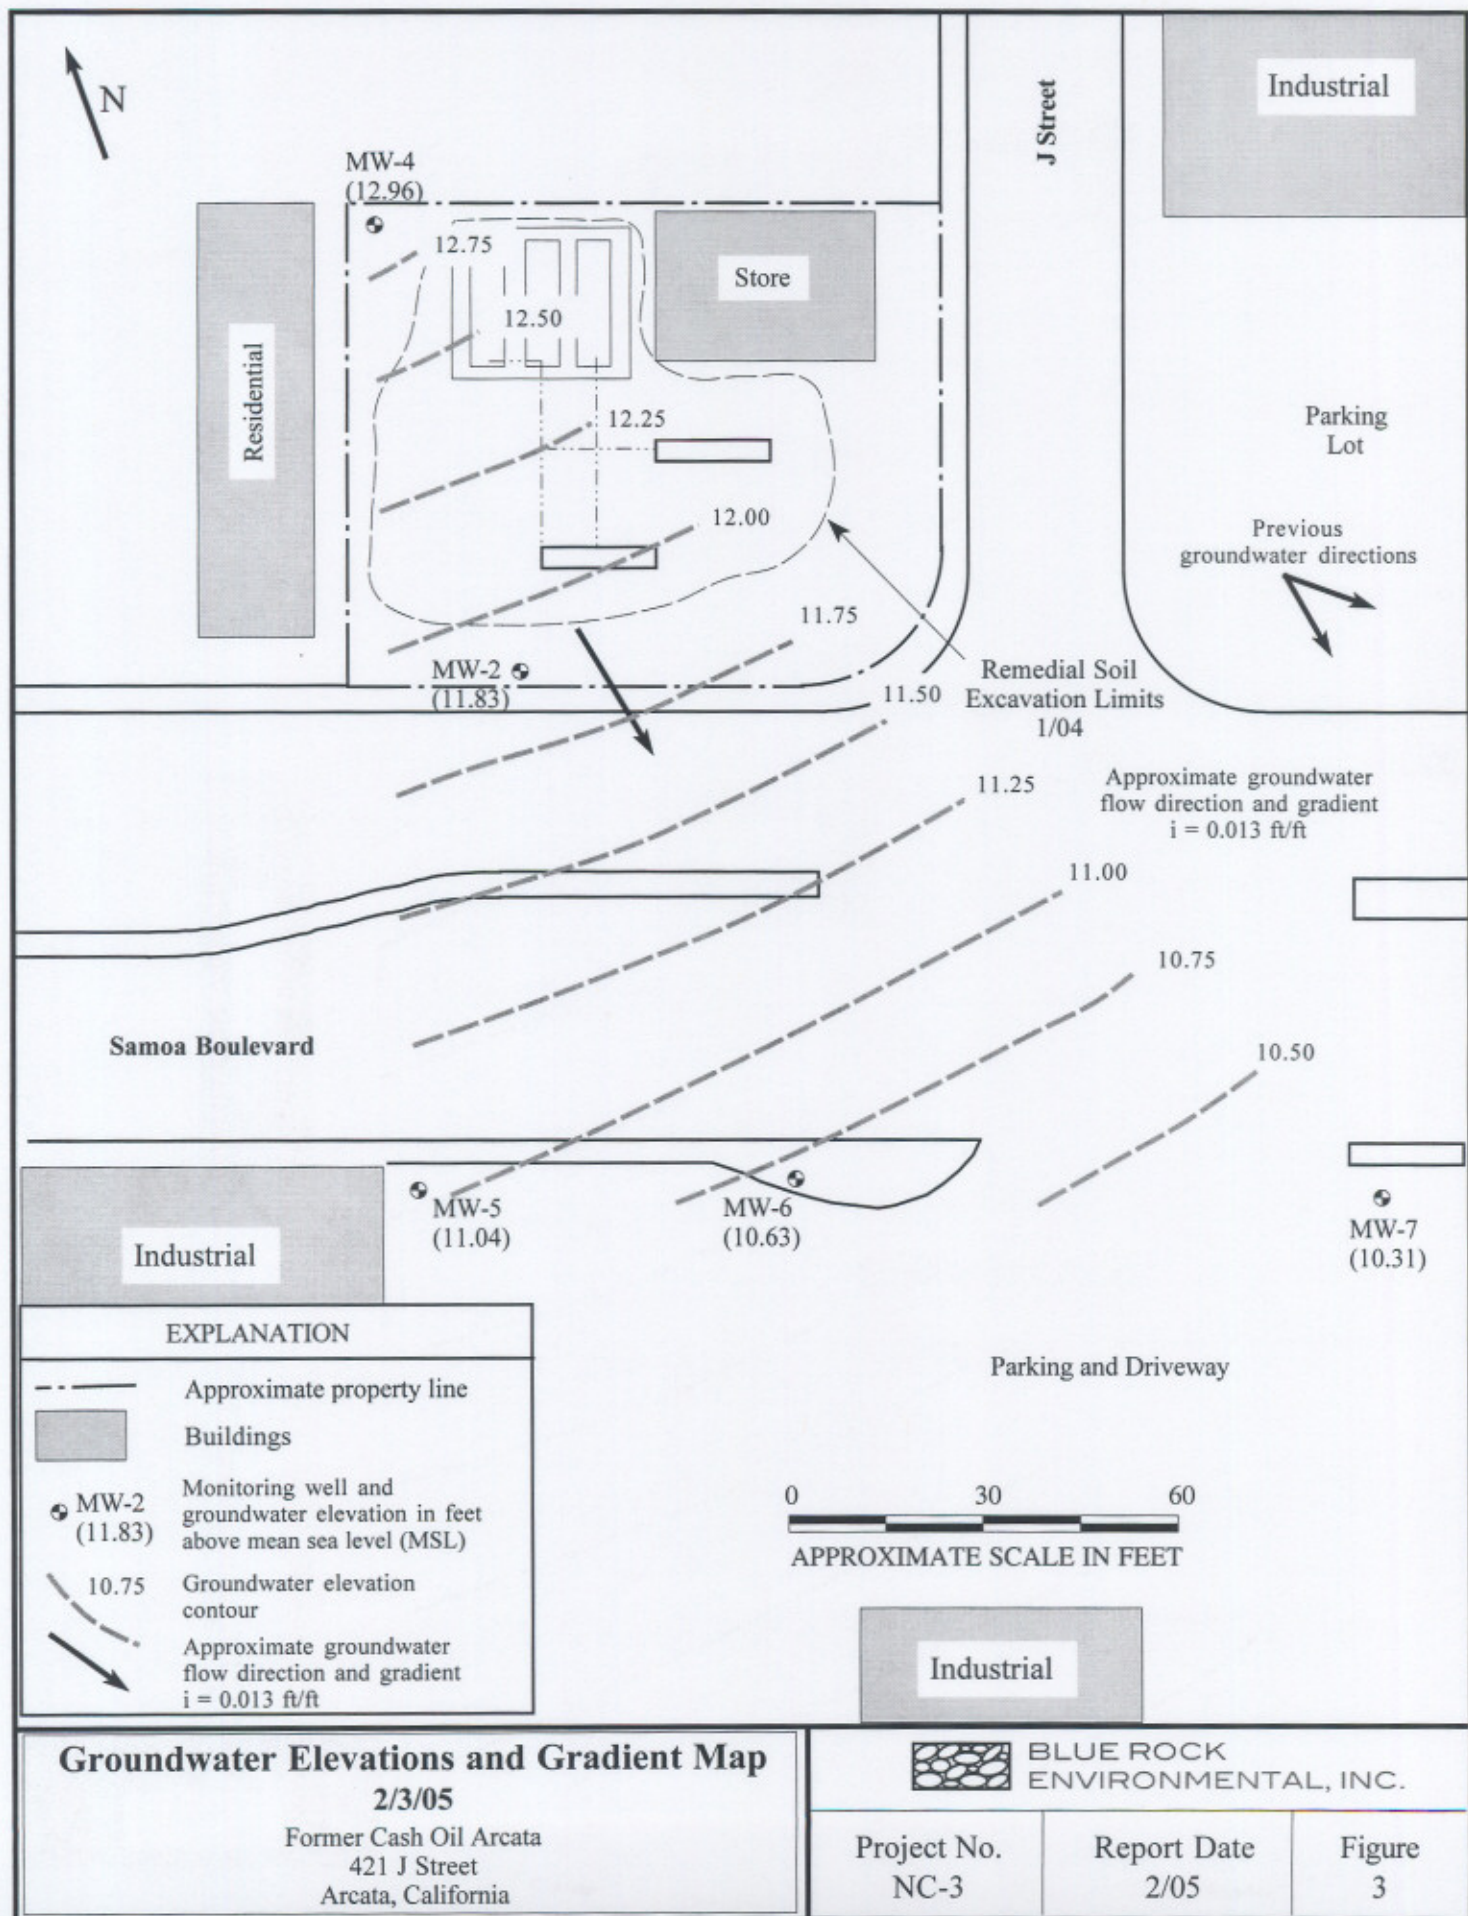 N
Industrial
J Street
MW-4
(12.96)
12.75
Store
12.50
Residential
12.25
Parking
Lot
12.00
Previous
groundwater directions
11.75
MW-2
(11.83)
Remedial Soil
Excavation Limits
1/04
11.50
11.25
Approximate groundwater
flow direction and gradient
i = 0.013 ft/ft
11.00
10.75
Samoa Boulevard
10.50
MW-5
(11.04)
MW-6
(10.63)
MW-7
(10.31)
Industrial
EXPLANATION
Approximate property line
Buildings
MW-2
(11.83)
Monitoring well and
groundwater elevation in feet
above mean sea level (MSL)
10.75
Groundwater elevation
contour
Approximate groundwater
flow direction and gradient
i = 0.013 ft/ft
Parking and Driveway
0 30 60
APPROXIMATE SCALE IN FEET
Industrial
Groundwater Elevations and Gradient Map
2/3/05
Former Cash Oil Arcata
421 J Street
Arcata, California
BLUE ROCK
ENVIRONMENTAL, INC.
Project No.
NC-3
Report Date
2/05
Figure
3